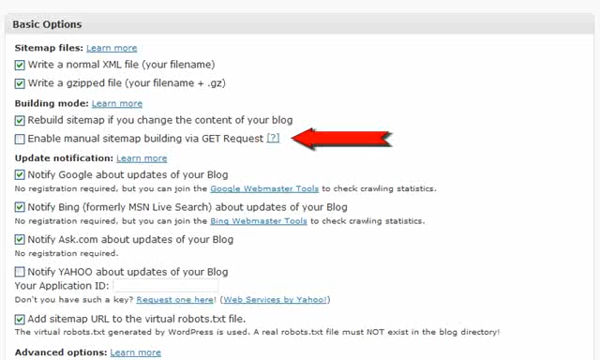 Basic Options
Sitemap files: Learn more
Write a normal XML file (your filename)
Write a gzipped file (your filename + .gz)
Building mode: Learn more
Rebuild sitemap if you change the content of your blog
Enable manual sitemap building via GET Request [?]
Update notification: Learn more
Notify Google about updates of your Blog
No registration required, but you can join the Google Webmaster Tools to check crawling statistics.
Notify Bing (formerly MSN Live Search) about updates of your Blog
No registration required, but you can join the Bing Webmaster Tools to check crawling statistics.
Notify Ask.com about updates of your Blog
No registration required.
Notify YAHOO about updates of your Blog
Your Application ID:
Don't you have such a key? Request one here! (Web Services by Yahoo!)
Add sitemap URL to the virtual robots.txt file.
The virtual robots.txt generated by WordPress is used. A real robots.txt file must NOT exist in the blog directory!
Advanced options: Learn more